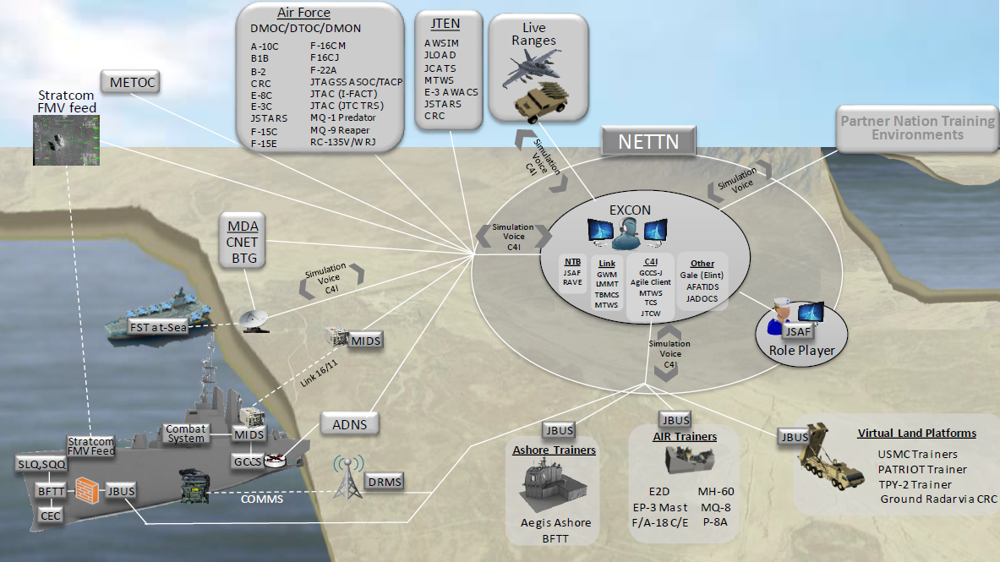 Air Force
DMOC/DTOC/DMON
A-10C
B1B
B-2
CRC
E-8C
E-3C
JSTARS
F-15C
F-15E
F-16CM
F16CJ
F-22A
JTAGSS ASOC/TACP
JTAC (I-FACT)
JTAC (JTC TRS)
MQ-1 Predator
MQ-9 Reaper
RC-135V/W RJ
JTEN
AWSIM
JLOAD
JCATS
MTWS
E-3 AWACS
JSTARS
CRC
Live
Ranges
METOC
Stratcom
FMV feed
NETTN
Partner Nation Training
Environments
Simulation
Voice
C4I
Simulation
Voice
MDA
CNET
BTG
Simulation
Voice
C4I
Simulation
Voice
C4I
EXCON
NTB
JSAF
RAVE
Link
GWM
LMMT
TBMCS
MTWS
C4I
GCCS-J
Agile Client
MTWS
TCS
JTCW
Other
Gale (Elint)
AFATIDS
JADOCS
JSAF
Role Player
Simulation
Voice
C4I
FST at-Sea
MIDS
Link 16/11
ADNS
Combat
System
MIDS
GCCS
Stratcom
FMV Feed
SLQ,SQQ
BFTT
JBUS
CEC
COMMS
DRMS
JBUS
Ashore Trainers
Aegis Ashore
BFTT
JBUS
AIR Trainers
E2D
EP-3 Mast
F/A-18 C/E
MH-60
MQ-8
P-8A
JBUS
Virtual Land Platforms
USMC Trainers
PATRIOT Trainer
TPY-2 Trainer
Ground Radar via CRC